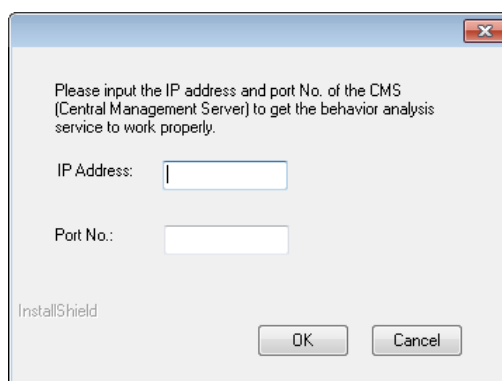 Please input the IP address and port No. of the CMS
(Central Management Server) to get the behavior analysis
service to work properly.
IP Address:
Port No.:
InstallShield
OK
Cancel